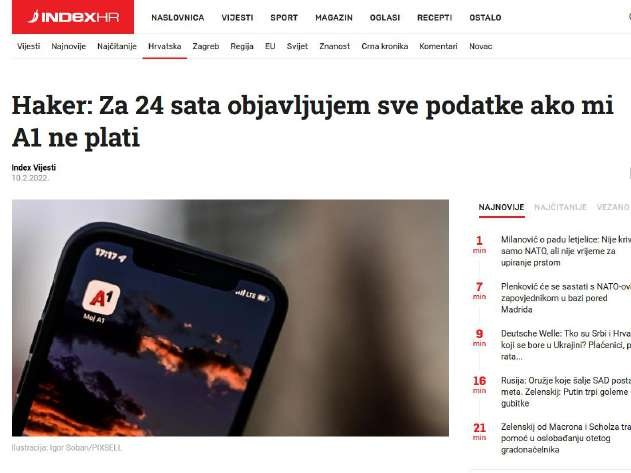 INDEXHR
NASLOVNICA VIJESTI SPORT MAGAZIN OGLASI RECEPTI OSTALO
Vijesti Najnovije Najčitanije Hrvatska Zagreb Regija EU Svijet Znanost Crna kronika Komentari Novac
Haker: Za 24 sata objavljujem sve podatke ako mi
A1 ne plati
Index Vijesti
10.2.2022.
17:17
LTE
A1
Moj A1
Ilustracija: Igor Soban/PIXSELL
NAJNOVIJE NAJČITANIJE VEZANO
1 min
Milanović o padu letjelice: Nije kriv
samo NATO, ali nije vrijeme za
upiranje prstom
7 min
Plenković će se sastati s NATO-ovi
zapovjednikom u bazi pored
Madrida
9 min
Deutsche Welle: Tko su Srbi i Hrva
koji se bore u Ukrajini? Plaćenici, p
rata...
16 min
Rusija: Oružje koje šalje SAD posta
meta. Zelenskij: Putin trpi goleme
gubitke
21 min
Zelenskij od Macrona i Scholza tra
pomoć u oslobađanju otetog
gradonačelnika